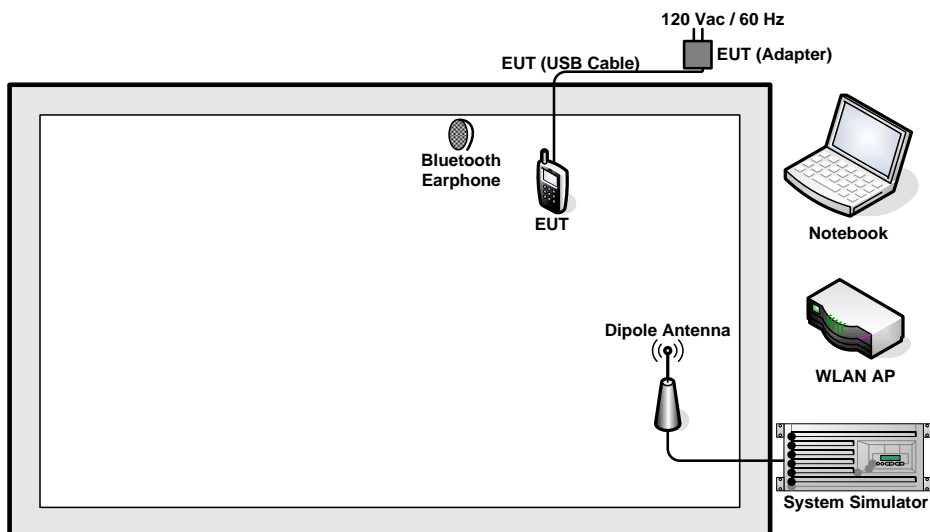 120 Vac / 60 Hz
EUT (Adapter)
EUT (USB Cable)
Bluetooth
Earphone
EUT
Notebook
Dipole Antenna
WLAN AP
System Simulator